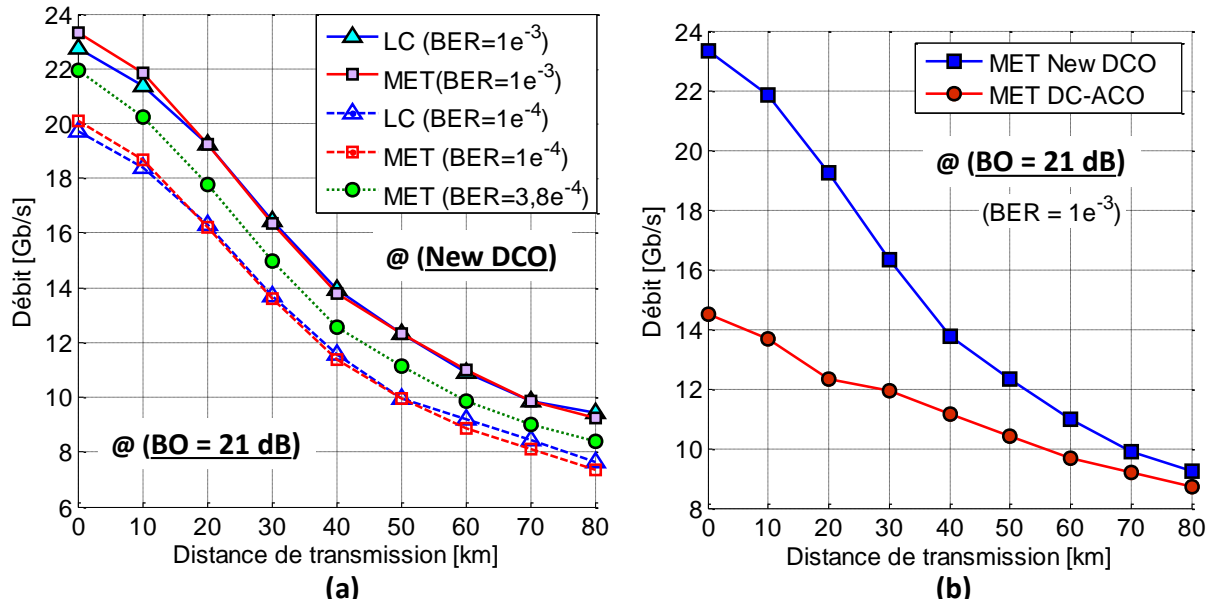 24
22
20
18
16
14
12
10
8
6
0
10
20
30
40
50
60
70
80
Débit [Gb/s]
Distance de transmission [km]
LC (BER=1e⁻³)
MET(BER=1e⁻³)
LC (BER=1e⁻⁴)
MET (BER=1e⁻⁴)
MET (BER=3,8e⁻⁴)
@ (New DCO)
@ (BO = 21 dB)
(a)
24
22
20
18
16
14
12
10
8
0
10
20
30
40
50
60
70
80
Débit [Gb/s]
Distance de transmission [km]
MET New DCO
MET DC-ACO
@ (BO = 21 dB)
(BER = 1e⁻³)
(b)